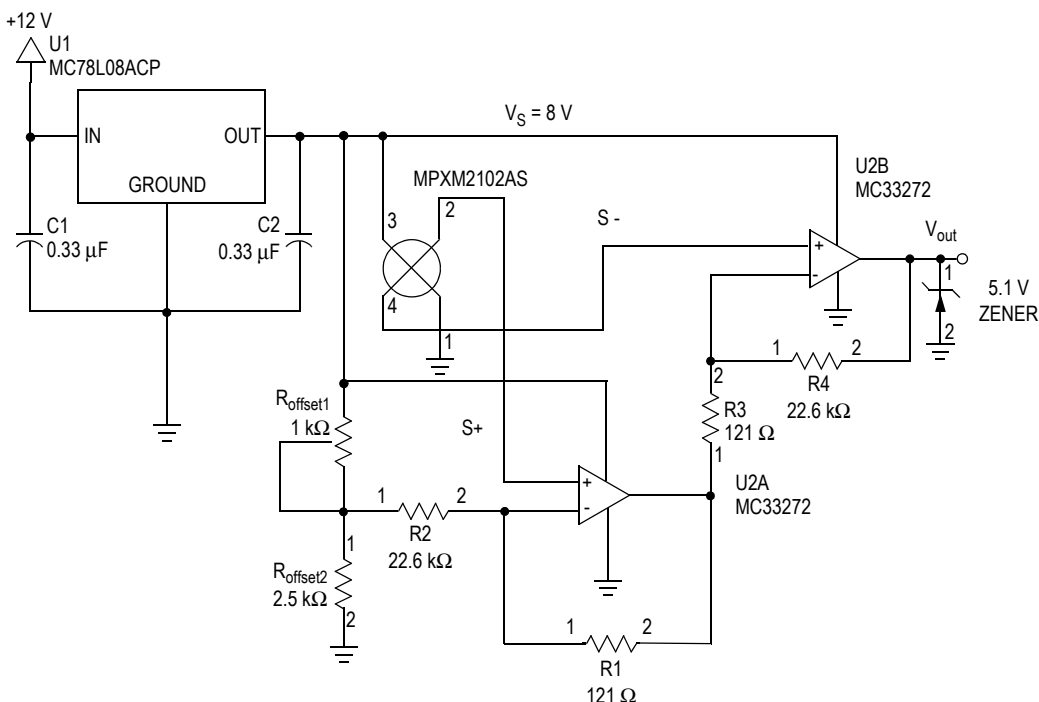 +12 V
U1
MC78L08ACP
IN
OUT
GROUND
C1
0.33 μF
C2
0.33 μF
V_S = 8 V
MPXM2102AS
3
2
4
1
S -
U2B
MC33272
+
-
V_out
1
5.1 V
ZENER
2
1
2
R4
22.6 kΩ
2
R3
121 Ω
1
R_offset1
1 kΩ
S+
+
-
U2A
MC33272
1
2
R2
22.6 kΩ
1
R_offset2
2.5 kΩ
2
1
2
R1
121 Ω